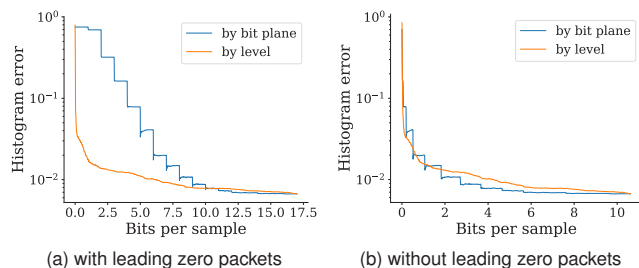 10⁰
10⁻¹
10⁻²
Histogram error
by bit plane
by level
0.0 2.5 5.0 7.5 10.0 12.5 15.0 17.5
Bits per sample
(a) with leading zero packets
10⁰
10⁻¹
10⁻²
Histogram error
by bit plane
by level
0 2 4 6 8 10
Bits per sample
(b) without leading zero packets